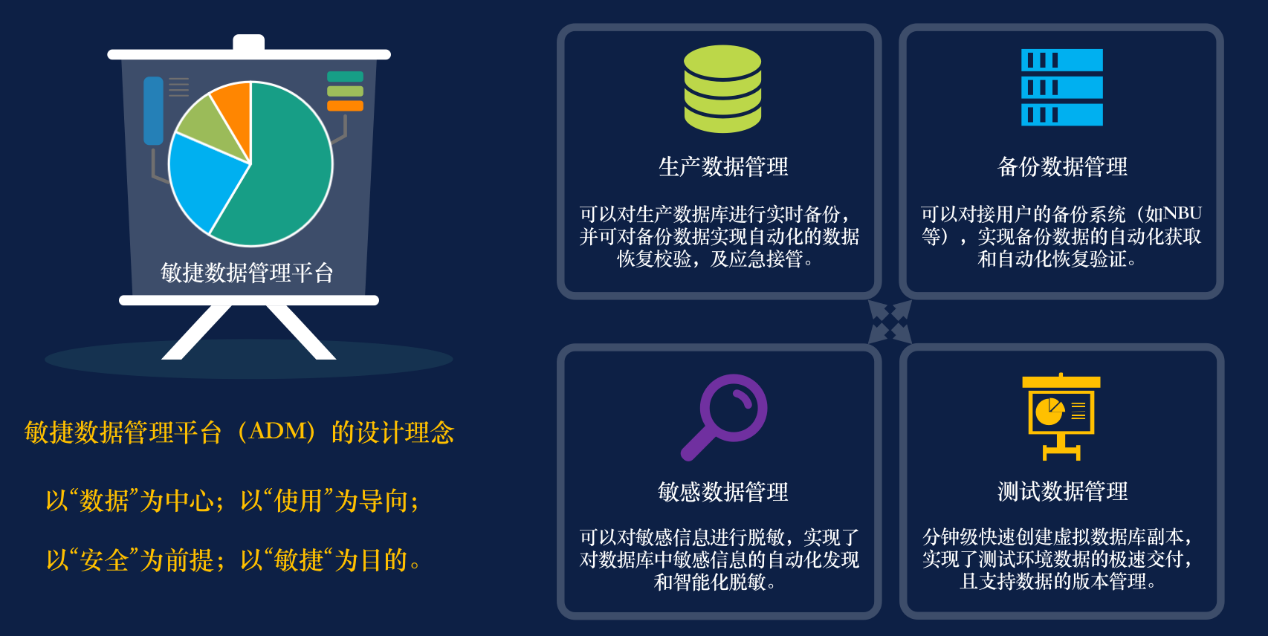 敏捷数据管理平台
敏捷数据管理平台（ADM）的设计理念
以“数据”为中心；以“使用”为导向；
以“安全”为前提；以“敏捷“为目的。
生产数据管理
可以对生产数据库进行实时备份，
并可对备份数据实现自动化的数据
恢复校验，及应急接管。
备份数据管理
可以对接用户的备份系统（如NBU
等），实现备份数据的自动化获取
和自动化恢复验证。
敏感数据管理
可以对敏感信息进行脱敏，实现了
对数据库中敏感信息的自动化发现
和智能化脱敏。
测试数据管理
分钟级快速创建虚拟数据库副本，
实现了测试环境数据的极速交付，
且支持数据的版本管理。